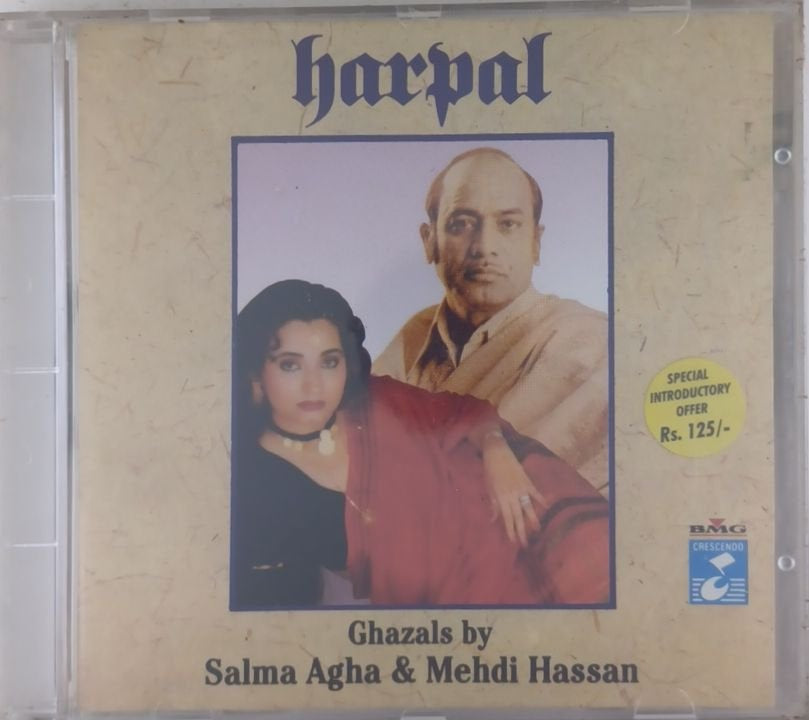 harpal
SPECIAL
INTRODUCTORY
OFFER
Rs. 125/-
BMG
CRESCENDO
Ghazals by
Salma Agha & Mehdi Hassan